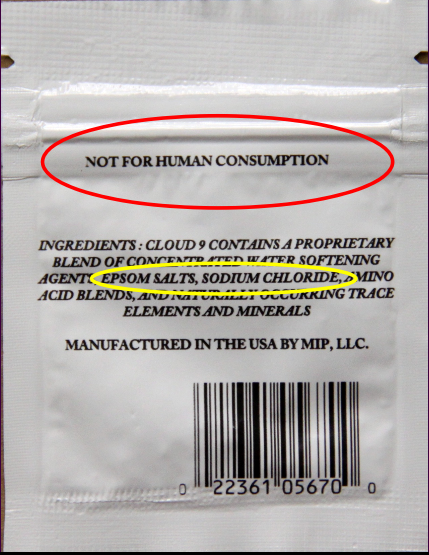 NOT FOR HUMAN CONSUMPTION
INGREDIENTS : CLOUD 9 CONTAINS A PROPRIETARY
BLEND OF CONCENTRATED WATER SOFTENING
AGENTS, EPSOM SALTS, SODIUM CHLORIDE, AMINO
ACID BLENDS, AND NATURALLY OCCURRING TRACE
ELEMENTS AND MINERALS
MANUFACTURED IN THE USA BY MIP, LLC.
0 22361 05670 0